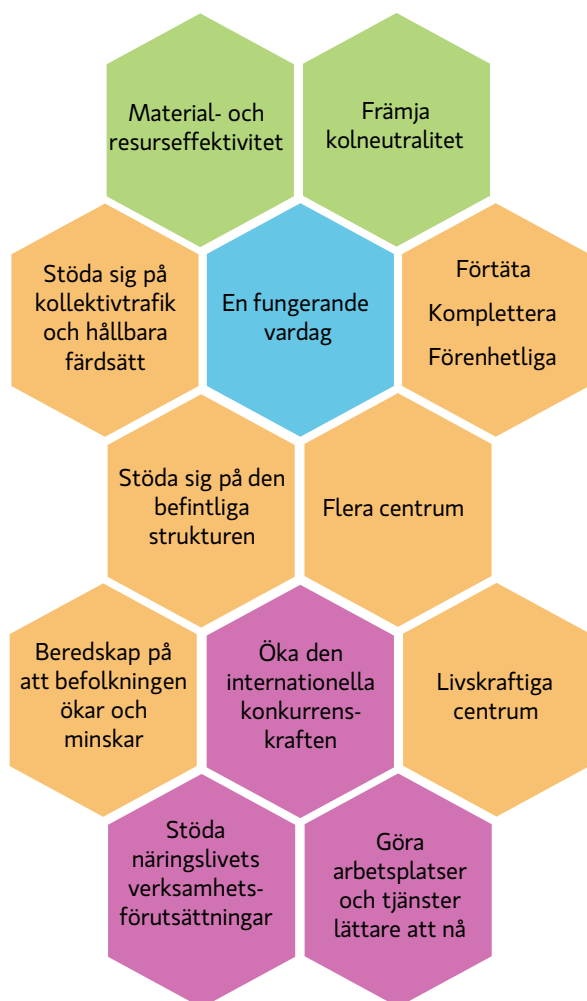 Material- och
resurseffektivitet
Främja
kolneutralitet
Stöda sig på
kollektivtrafik
och hållbara
färdsätt
En fungerande
vardag
Förtäta
Komplettera
Förenhetliga
Stöda sig på den
befintliga
strukturen
Flera centrum
Beredskap på
att befolkningen
ökar och
minskar
Öka den
internationella
konkurrens-
kraften
Livskraftiga
centrum
Stöda
näringslivets
verksamhets-
förutsättningar
Göra
arbetsplatser
och tjänster
lättare att nå